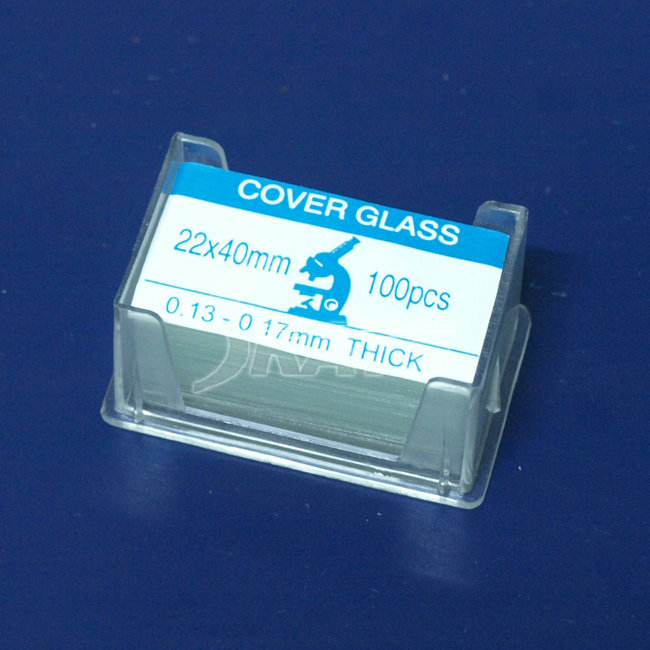 COVER GLASS
22x40mm 100pcs
0.13 - 0.17mm THICK